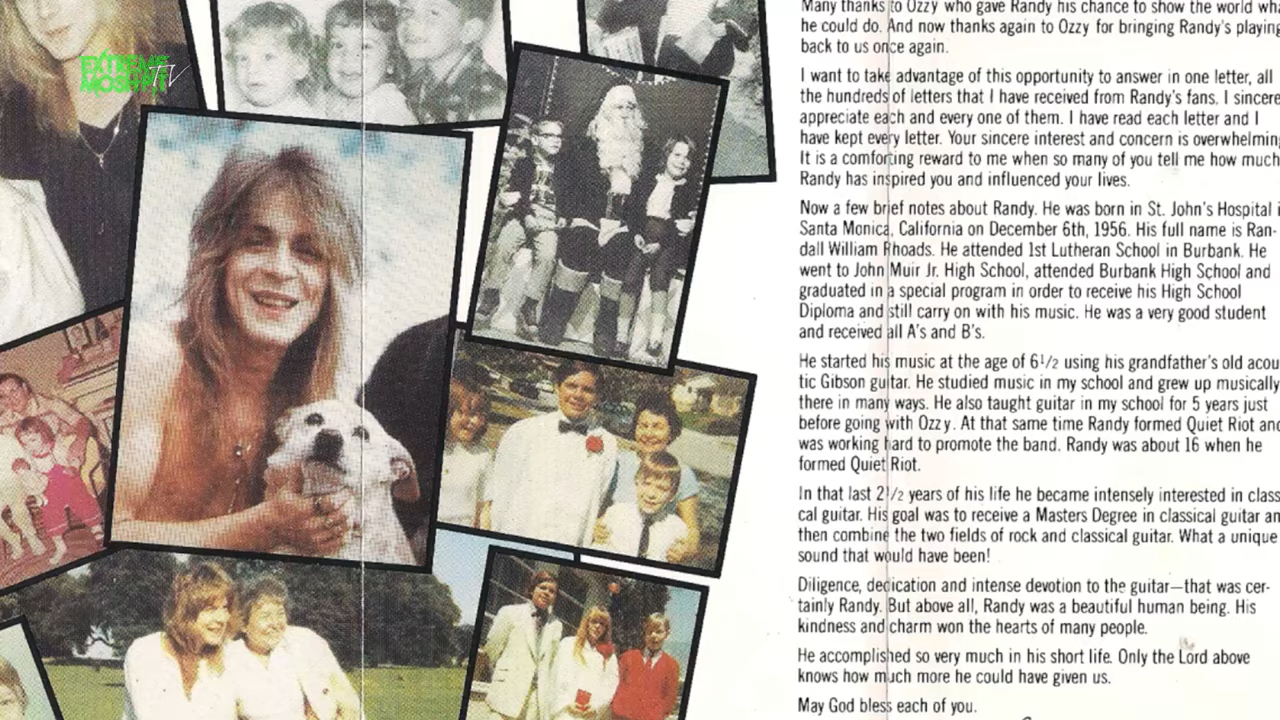 EXTREME
MOSHPIT
TV
Many thanks to Ozzy who gave Randy his chance to show the world wha
he could do. And now thanks again to Ozzy for bringing Randy's playing
back to us once again.
I want to take advantage of this opportunity to answer in one letter, all
the hundreds of letters that I have received from Randy's fans. I sincere
appreciate each and every one of them. I have read each letter and I
have kept every letter. Your sincere interest and concern is overwhelming
It is a comforting reward to me when so many of you tell me how much
Randy has inspired you and influenced your lives.
Now a few brief notes about Randy. He was born in St. John's Hospital i
Santa Monica, California on December 6th, 1956. His full name is Ran-
dall William Rhoads. He attended 1st Lutheran School in Burbank. He
went to John Muir Jr. High School, attended Burbank High School and
graduated in a special program in order to receive his High School
Diploma and still carry on with his music. He was a very good student
and received all A's and B's.
He started his music at the age of 6 1/2 using his grandfather's old acou
tic Gibson guitar. He studied music in my school and grew up musically
there in many ways. He also taught guitar in my school for 5 years just
before going with Ozzy. At that same time Randy formed Quiet Riot and
was working hard to promote the band. Randy was about 16 when he
formed Quiet Riot.
In that last 2 1/2 years of his life he became intensely interested in class
cal guitar. His goal was to receive a Masters Degree in classical guitar an
then combine the two fields of rock and classical guitar. What a unique
sound that would have been!
Diligence, dedication and intense devotion to the guitar—that was cer-
tainly Randy. But above all, Randy was a beautiful human being. His
kindness and charm won the hearts of many people.
He accomplished so very much in his short life. Only the Lord above
knows how much more he could have given us.
May God bless each of you.